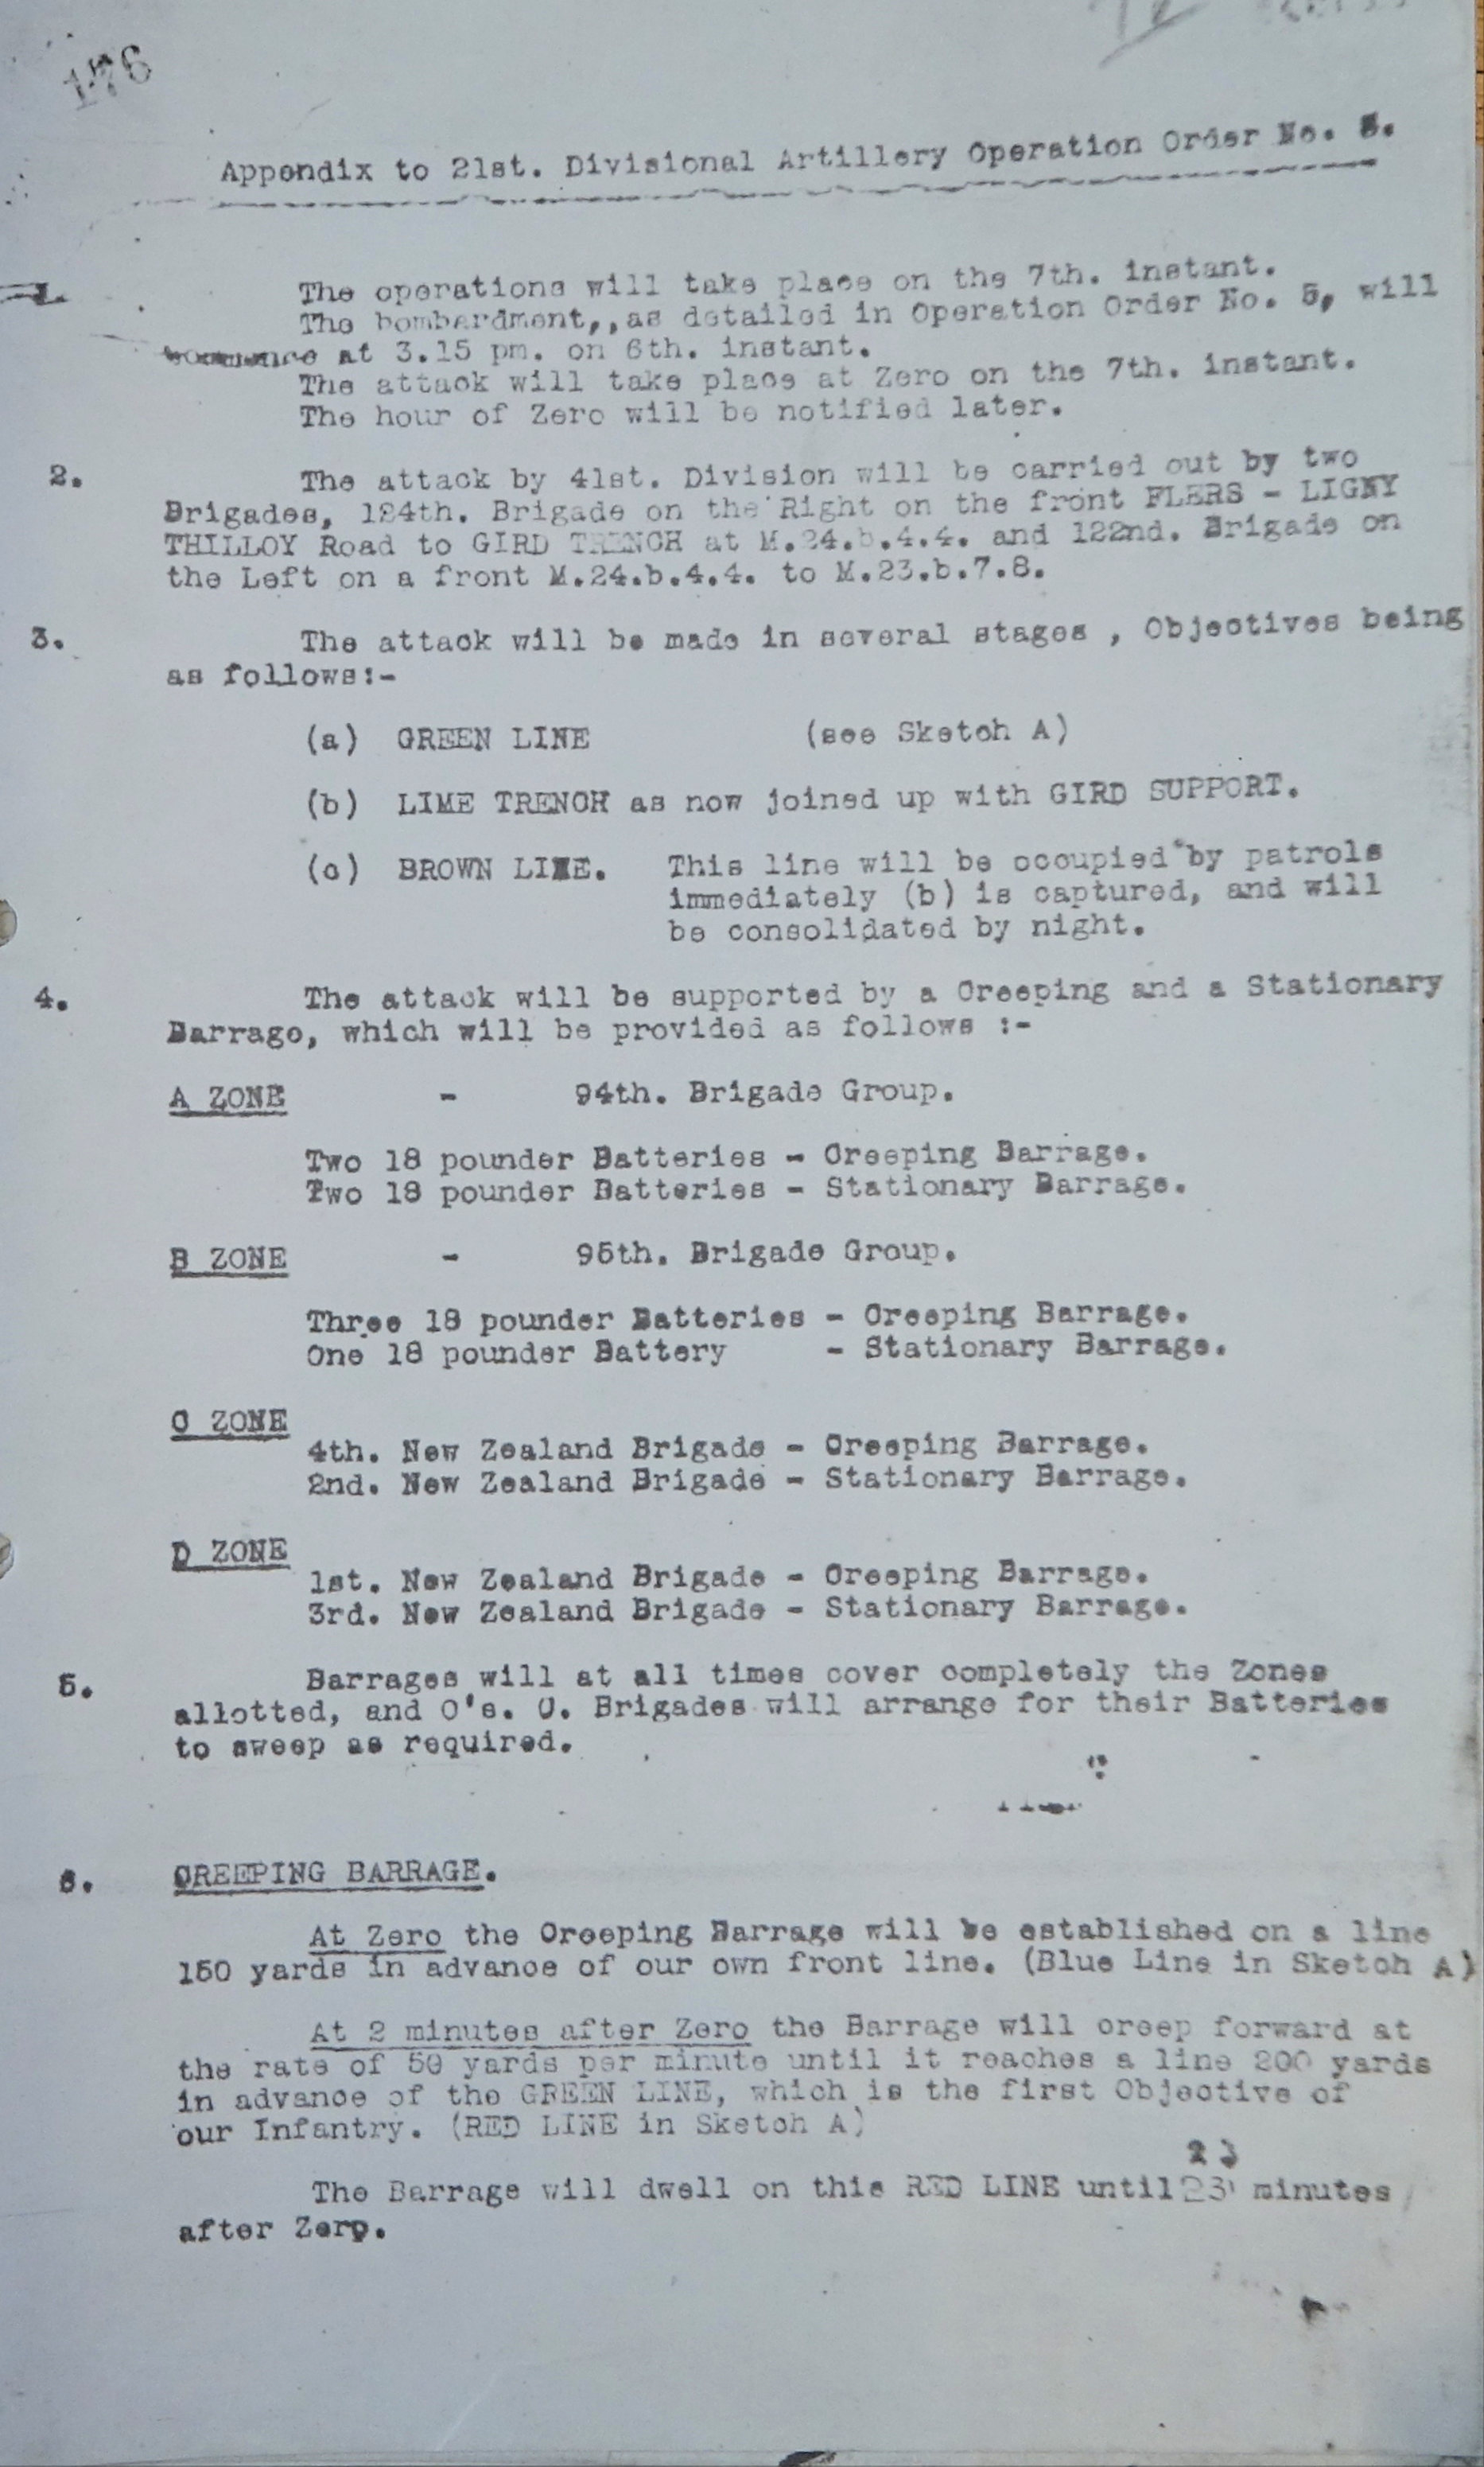 176
Appendix to 21st. Divisional Artillery Operation Order No. 5.
The operations will take place on the 7th. instant.
The bombardment,,as detailed in Operation Order No. 5, will
commence at 3.15 pm. on 6th. instant.
The attack will take place at Zero on the 7th. instant.
The hour of Zero will be notified later.
2. The attack by 41st. Division will be carried out by two
Brigades, 124th. Brigade on the Right on the front FLERS - LIGNY
THILLOY Road to GIRD TRENCH at M.24.b.4.4. and 122nd. Brigade on
the Left on a front M.24.b.4.4. to M.23.b.7.8.
3. The attack will be made in several stages , Objectives being
as follows:-
(a) GREEN LINE (see Sketch A)
(b) LIME TRENCH as now joined up with GIRD SUPPORT.
(c) BROWN LINE. This line will be occupied by patrols
immediately (b) is captured, and will
be consolidated by night.
4. The attack will be supported by a Creeping and a Stationary
Barrage, which will be provided as follows :-
A ZONE - 94th. Brigade Group.
Two 18 pounder Batteries - Creeping Barrage.
Two 18 pounder Batteries - Stationary Barrage.
B ZONE - 95th. Brigade Group.
Three 18 pounder Batteries - Creeping Barrage.
One 18 pounder Battery - Stationary Barrage.
C ZONE
4th. New Zealand Brigade - Creeping Barrage.
2nd. New Zealand Brigade - Stationary Barrage.
D ZONE
1st. New Zealand Brigade - Creeping Barrage.
3rd. New Zealand Brigade - Stationary Barrage.
5. Barrages will at all times cover completely the Zones
allotted, and O's. C. Brigades will arrange for their Batteries
to sweep as required.
6. CREEPING BARRAGE.
At Zero the Creeping Barrage will be established on a line
150 yards in advance of our own front line. (Blue Line in Sketch A)
At 2 minutes after Zero the Barrage will creep forward at
the rate of 50 yards per minute until it reaches a line 200 yards
in advance of the GREEN LINE, which is the first Objective of
our Infantry. (RED LINE in Sketch A)
23
The Barrage will dwell on this RED LINE until 23 minutes
after Zero.